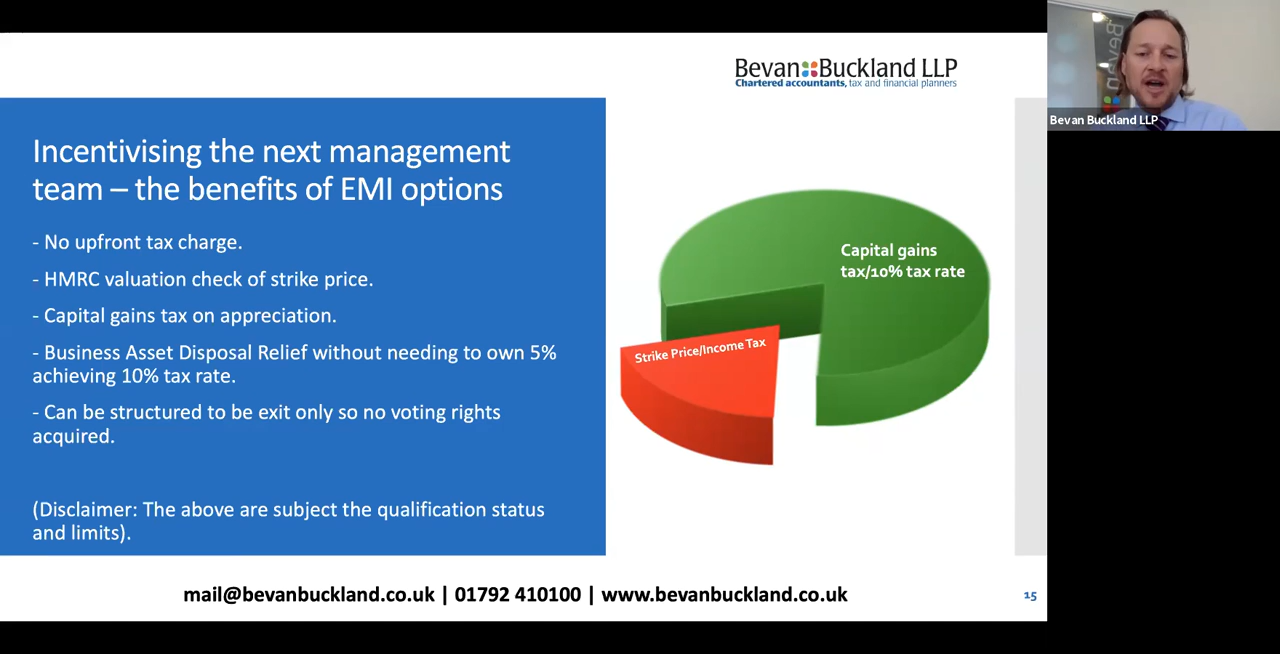 Bevan Buckland LLP
Chartered accountants, tax and financial planners
Incentivising the next management
team – the benefits of EMI options
- No upfront tax charge.
- HMRC valuation check of strike price.
- Capital gains tax on appreciation.
- Business Asset Disposal Relief without needing to own 5%
achieving 10% tax rate.
- Can be structured to be exit only so no voting rights
acquired.
(Disclaimer: The above are subject the qualification status
and limits).
Capital gains
tax/10% tax rate
Strike Price/Income Tax
mail@bevanbuckland.co.uk | 01792 410100 | www.bevanbuckland.co.uk
15
Bevan
Bevan Buckland LLP